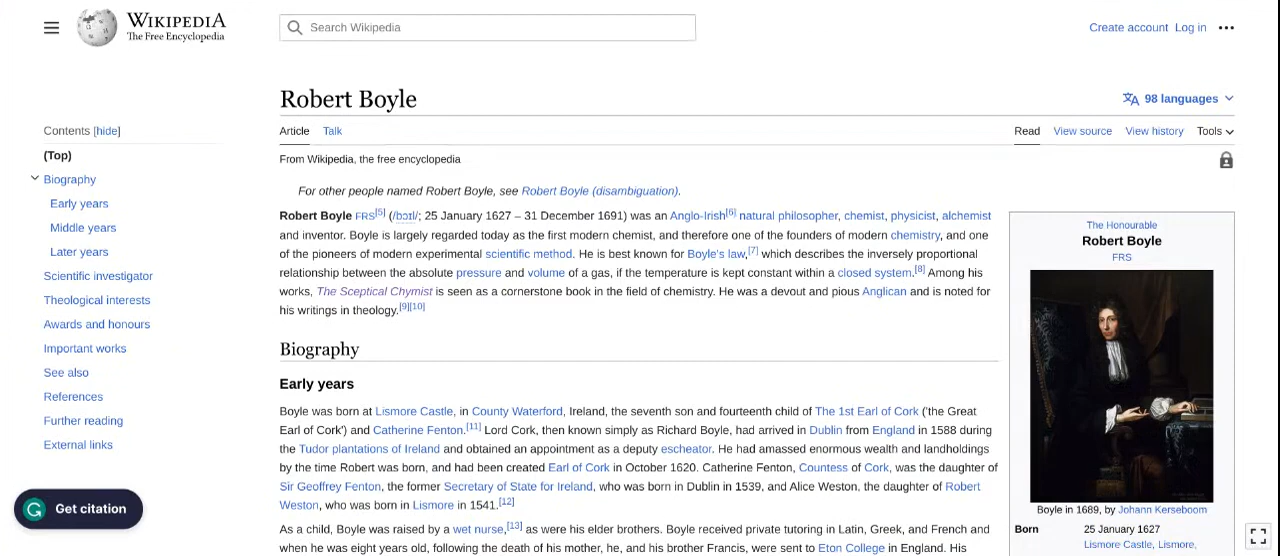 WIKIPEDIA
The Free Encyclopedia
Search Wikipedia
Create account Log in
Robert Boyle
98 languages
Article Talk
Read View source View history Tools
From Wikipedia, the free encyclopedia
Contents [hide]
(Top)
Biography
Early years
Middle years
Later years
Scientific investigator
Theological interests
Awards and honours
Important works
See also
References
Further reading
External links
Get citation
For other people named Robert Boyle, see Robert Boyle (disambiguation).
Robert Boyle FRS[5] (/bɔɪl/; 25 January 1627 – 31 December 1691) was an Anglo-Irish[6] natural philosopher, chemist, physicist, alchemist
and inventor. Boyle is largely regarded today as the first modern chemist, and therefore one of the founders of modern chemistry, and one
of the pioneers of modern experimental scientific method. He is best known for Boyle's law,[7] which describes the inversely proportional
relationship between the absolute pressure and volume of a gas, if the temperature is kept constant within a closed system.[8] Among his
works, The Sceptical Chymist is seen as a cornerstone book in the field of chemistry. He was a devout and pious Anglican and is noted for
his writings in theology.[9][10]
Biography
Early years
Boyle was born at Lismore Castle, in County Waterford, Ireland, the seventh son and fourteenth child of The 1st Earl of Cork ('the Great
Earl of Cork') and Catherine Fenton.[11] Lord Cork, then known simply as Richard Boyle, had arrived in Dublin from England in 1588 during
the Tudor plantations of Ireland and obtained an appointment as a deputy escheator. He had amassed enormous wealth and landholdings
by the time Robert was born, and had been created Earl of Cork in October 1620. Catherine Fenton, Countess of Cork, was the daughter of
Sir Geoffrey Fenton, the former Secretary of State for Ireland, who was born in Dublin in 1539, and Alice Weston, the daughter of Robert
Weston, who was born in Lismore in 1541.[12]
As a child, Boyle was raised by a wet nurse,[13] as were his elder brothers. Boyle received private tutoring in Latin, Greek, and French and
when he was eight years old, following the death of his mother, he, and his brother Francis, were sent to Eton College in England. His
The Honourable
Robert Boyle
FRS
Boyle in 1689, by Johann Kerseboom
Born 25 January 1627
Lismore Castle, Lismore,